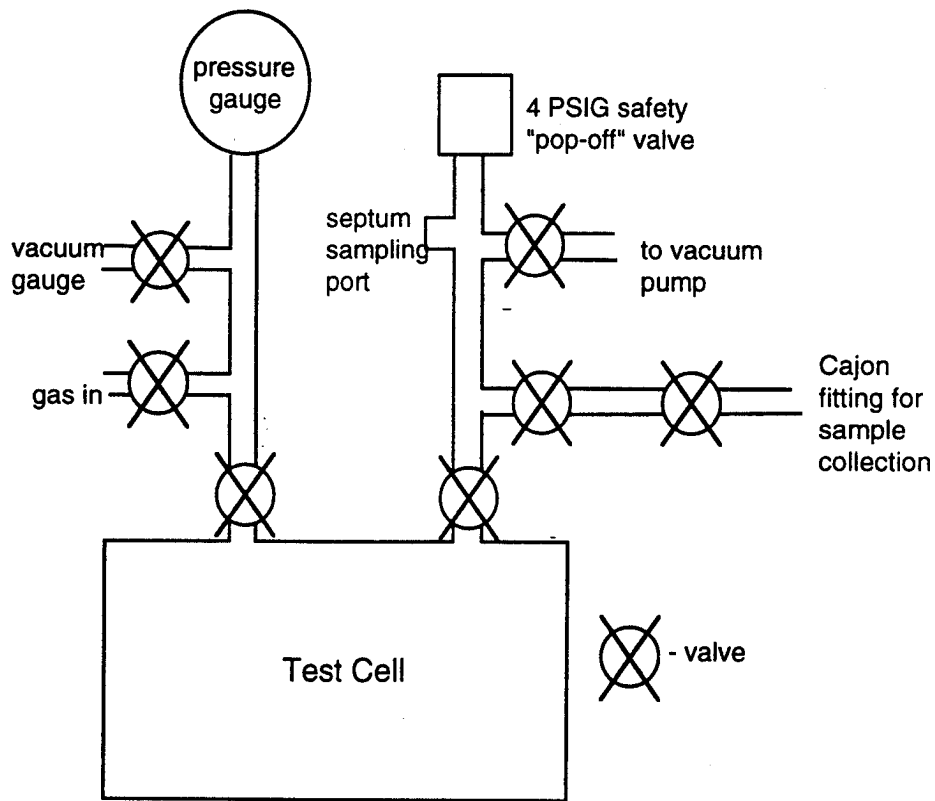 pressure
gauge
4 PSIG safety
"pop-off" valve
vacuum
gauge
septum
sampling
port
to vacuum
pump
gas in
Cajon
fitting for
sample
collection
Test Cell
- valve